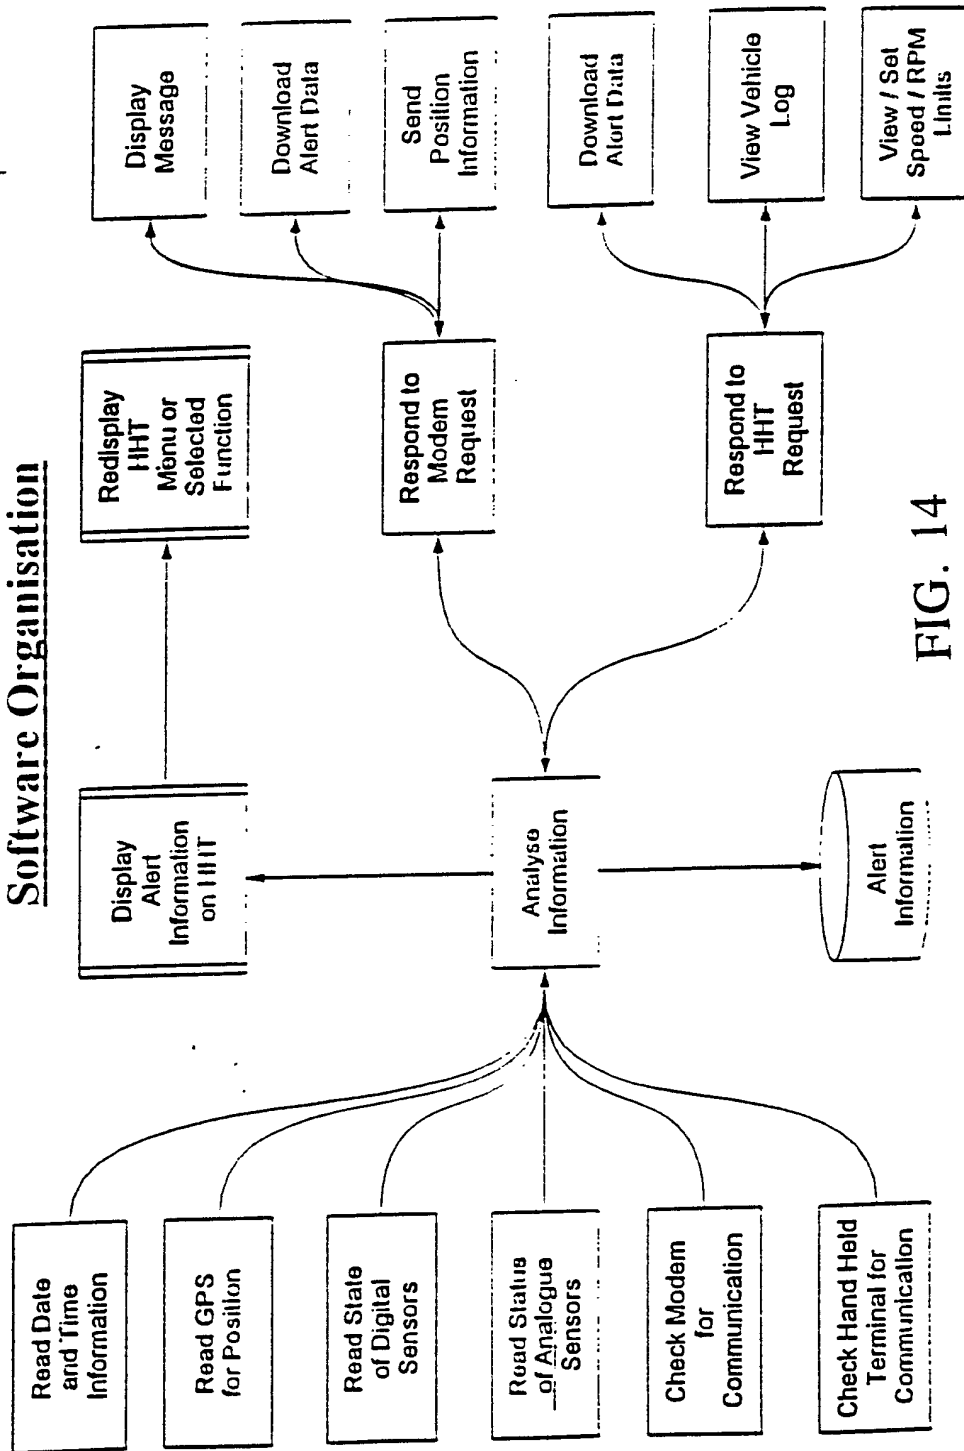 Software Organisation
Read Date
and Time
Information
Read GPS
for Position
Read State
of Digital
Sensors
Read Status
of Analogue
Sensors
Check Modem
for
Communication
Check Hand Held
Terminal for
Communication
Display
Alert
Information
on HHT
Analyse
Information
Alert
Information
Redisplay
HHT
Menu or
Selected
Function
Respond to
Modem
Request
Respond to
HHT
Request
Display
Message
Download
Alert Data
Send
Position
Information
Download
Alert Data
View Vehicle
Log
View / Set
Speed / RPM
Limits
FIG. 14